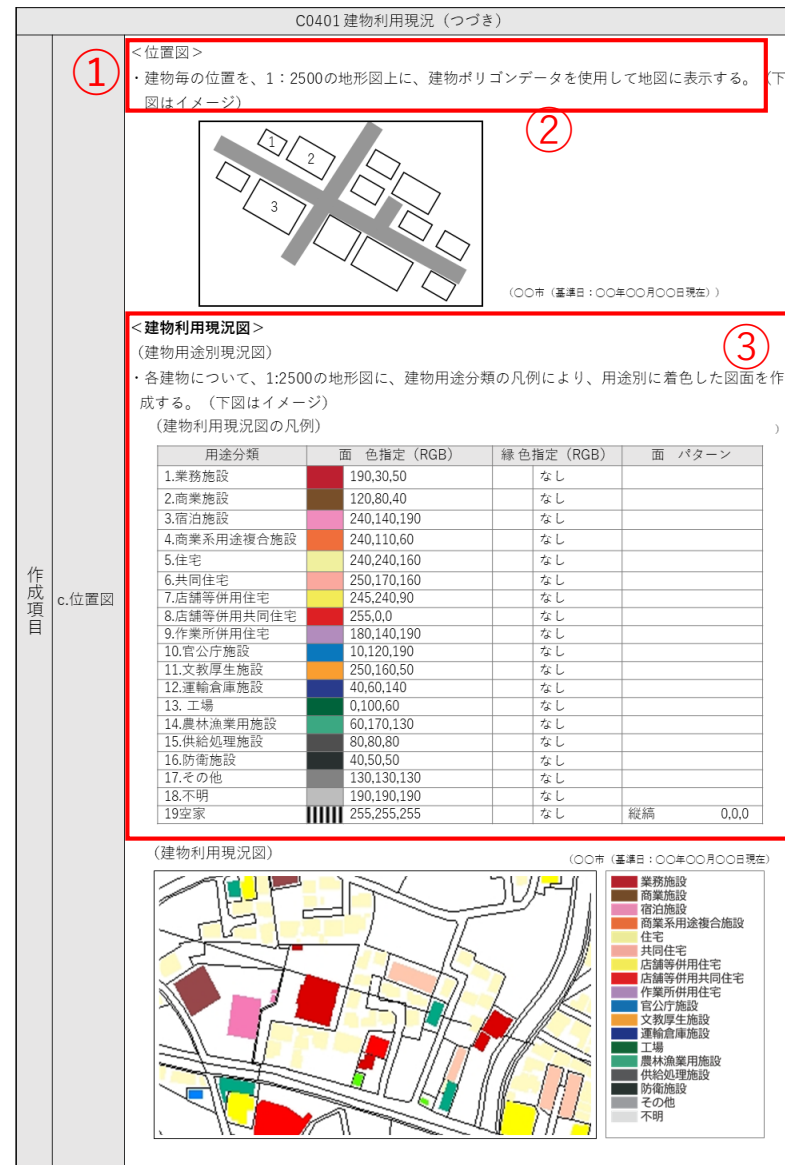 C0401 建物利用現況（つづき）
作成項目
c.位置図
①
＜位置図＞
・建物毎の位置を、1：2500の地形図上に、建物ポリゴンデータを使用して地図に表示する。（下
図はイメージ）
②
1
2
3
（〇〇市（基準日：〇〇年〇〇月〇〇日現在））
＜建物利用現況図＞
③
（建物用途別現況図）
・各建物について、1:2500の地形図に、建物用途分類の凡例により、用途別に着色した図面を作
成する。（下図はイメージ）
（建物利用現況図の凡例）
）
用途分類 面　色指定（RGB） 縁 色指定（RGB） 面　パターン
1.業務施設 190,30,50 なし
2.商業施設 120,80,40 なし
3.宿泊施設 240,140,190 なし
4.商業系用途複合施設 240,110,60 なし
5.住宅 240,240,160 なし
6.共同住宅 250,170,160 なし
7.店舗等併用住宅 245,240,90 なし
8.店舗等併用共同住宅 255,0,0 なし
9.作業所併用住宅 180,140,190 なし
10.官公庁施設 10,120,190 なし
11.文教厚生施設 250,160,50 なし
12.運輸倉庫施設 40,60,140 なし
13. 工場 0,100,60 なし
14.農林漁業用施設 60,170,130 なし
15.供給処理施設 80,80,80 なし
16.防衛施設 40,50,50 なし
17.その他 130,130,130 なし
18.不明 190,190,190 なし
19空家 255,255,255 なし 縦縞 0,0,0
（建物利用現況図）
（〇〇市（基準日：〇〇年〇〇月〇〇日現在）
業務施設
商業施設
宿泊施設
商業系用途複合施設
住宅
共同住宅
店舗等併用住宅
店舗等併用共同住宅
作業所併用住宅
官公庁施設
文教厚生施設
運輸倉庫施設
工場
農林漁業用施設
供給処理施設
防衛施設
その他
不明